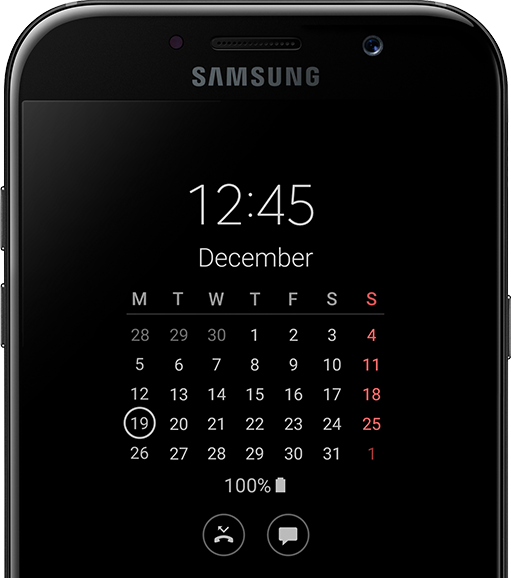 SAMSUNG
12:45
December
M T W T F S S
28 29 30 1 2 3 4
5 6 7 8 9 10 11
12 13 14 15 16 17 18
19 20 21 22 23 24 25
26 27 28 29 30 31 1
100%